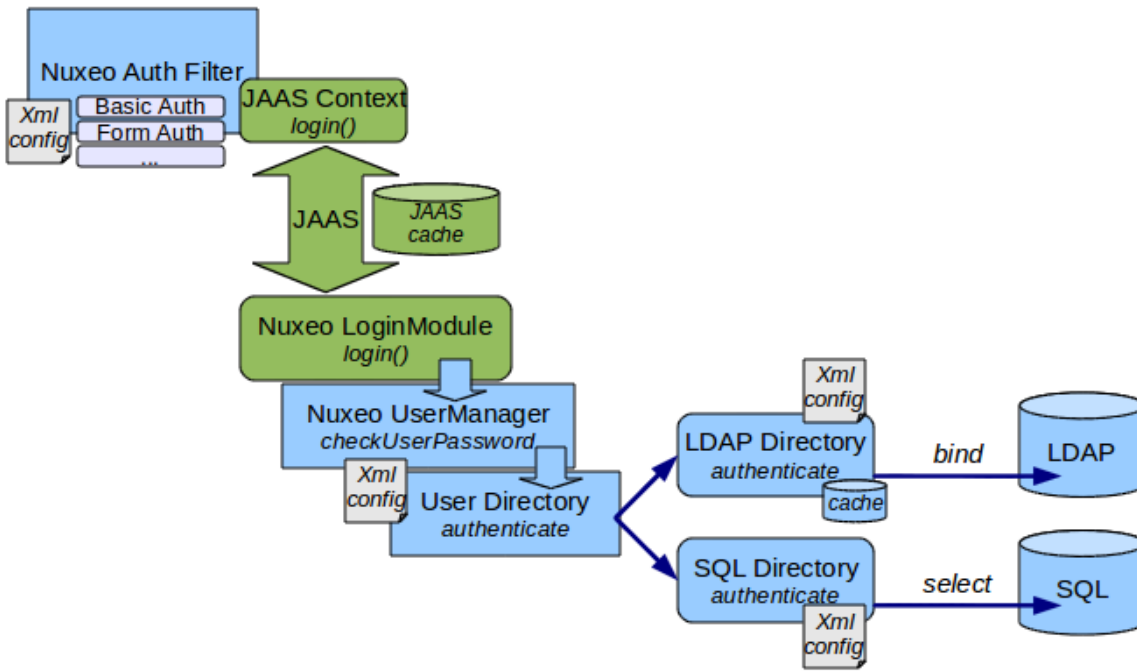 Nuxeo Auth Filter
Basic Auth
Form Auth
...
Xml
config
JAAS Context
login()
JAAS
JAAS
cache
Nuxeo LoginModule
login()
Nuxeo UserManager
checkUserPassword
Xml
config
User Directory
authenticate
Xml
config
LDAP Directory
authenticate
cache
bind
LDAP
SQL Directory
authenticate
Xml
config
select
SQL